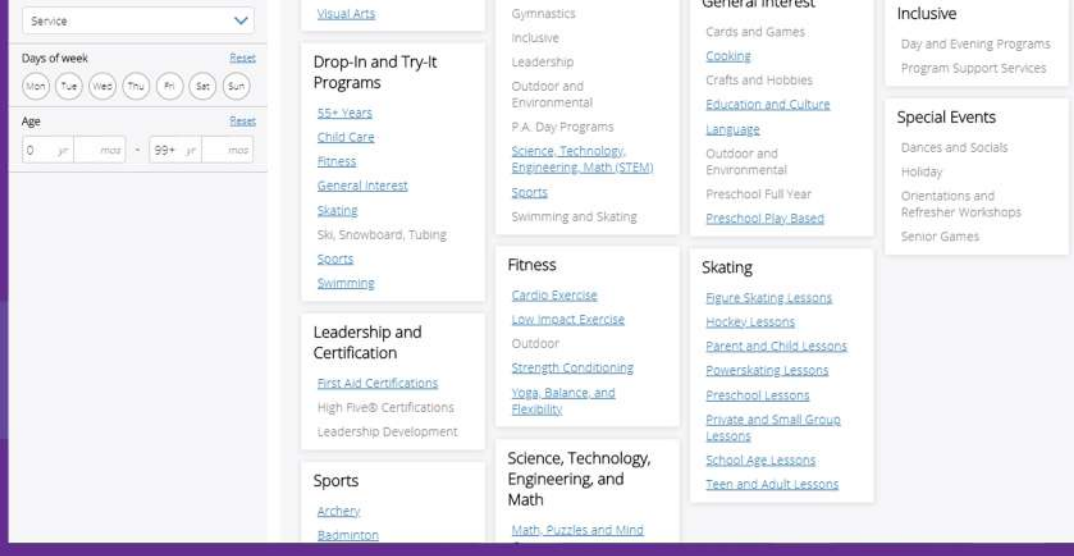 Service
Days of week
Reset
Mon Tue Wed Thu Fri Sat Sun
Age
Reset
0 yr mos - 99+ yr mos
Visual Arts
Drop-In and Try-It
Programs
55+ Years
Child Care
Fitness
General Interest
Skating
Ski, Snowboard, Tubing
Sports
Swimming
Leadership and
Certification
First Aid Certifications
High Five® Certifications
Leadership Development
Sports
Archery
Badminton
Gymnastics
Inclusive
Leadership
Outdoor and
Environmental
P.A. Day Programs
Science, Technology,
Engineering, Math (STEM)
Sports
Swimming and Skating
Fitness
Cardio Exercise
Low Impact Exercise
Outdoor
Strength Conditioning
Yoga, Balance, and
Flexibility
Science, Technology,
Engineering, and
Math
Math, Puzzles and Mind
General Interest
Cards and Games
Cooking
Crafts and Hobbies
Education and Culture
Language
Outdoor and
Environmental
Preschool Full Year
Preschool Play Based
Skating
Figure Skating Lessons
Hockey Lessons
Parent and Child Lessons
Powerskating Lessons
Preschool Lessons
Private and Small Group
Lessons
School Age Lessons
Teen and Adult Lessons
Inclusive
Day and Evening Programs
Program Support Services
Special Events
Dances and Socials
Holiday
Orientations and
Refresher Workshops
Senior Games